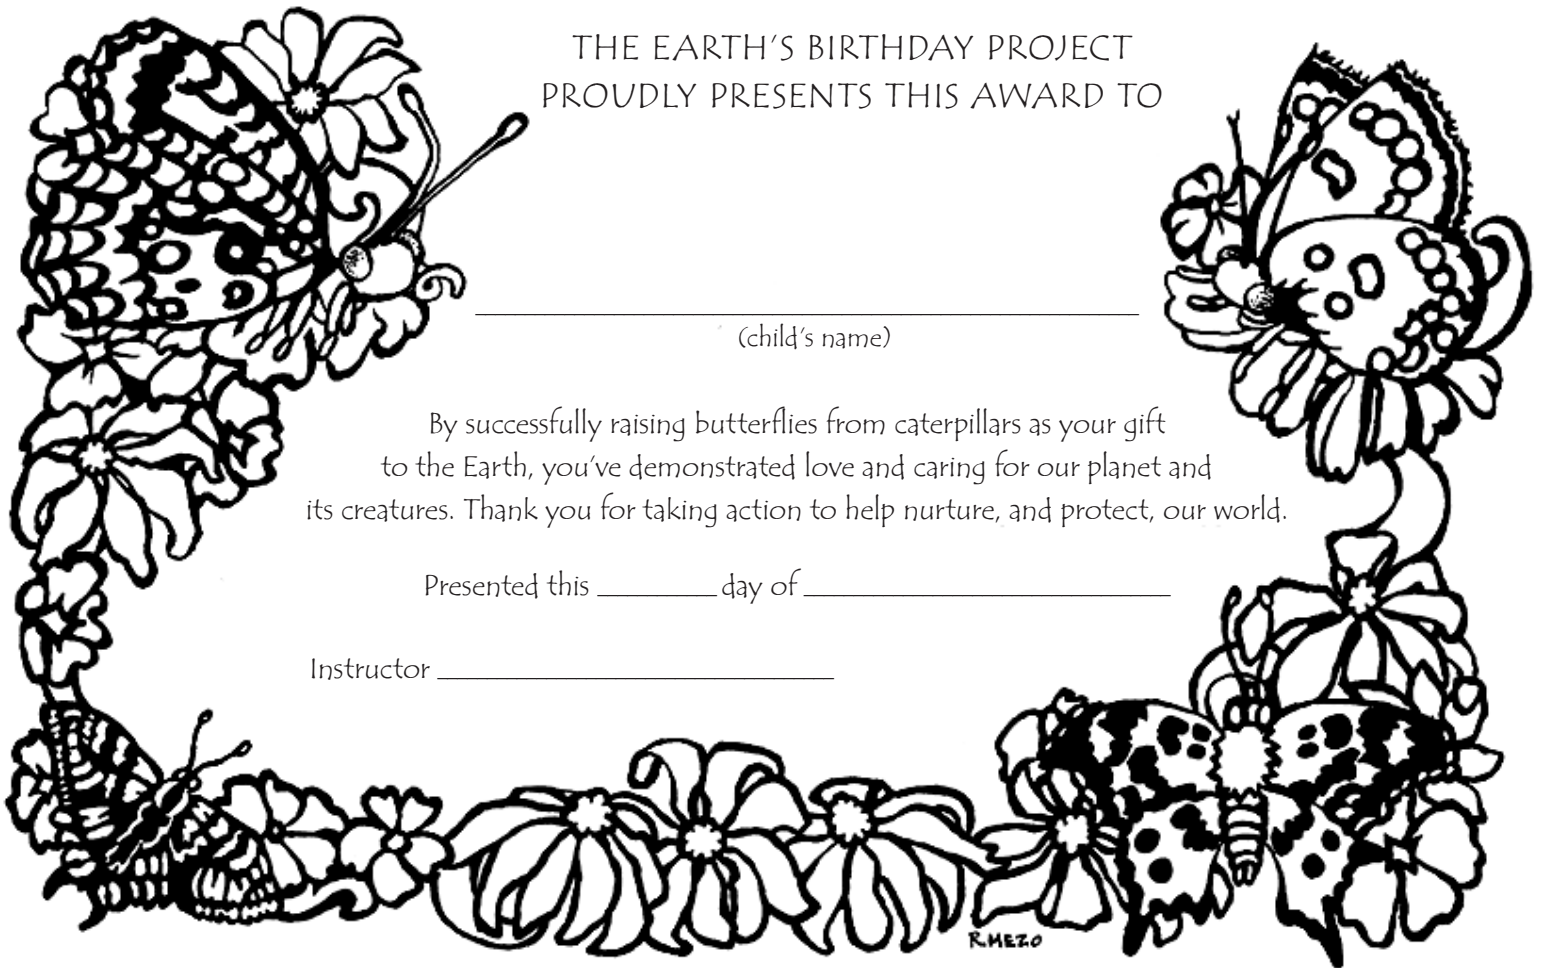 THE EARTH’S BIRTHDAY PROJECT
PROUDLY PRESENTS THIS AWARD TO
(child’s name)
By successfully raising butterflies from caterpillars as your gift
to the Earth, you’ve demonstrated love and caring for our planet and
its creatures. Thank you for taking action to help nurture, and protect, our world.
Presented this ________ day of ________________________
Instructor __________________________
R.MEZO